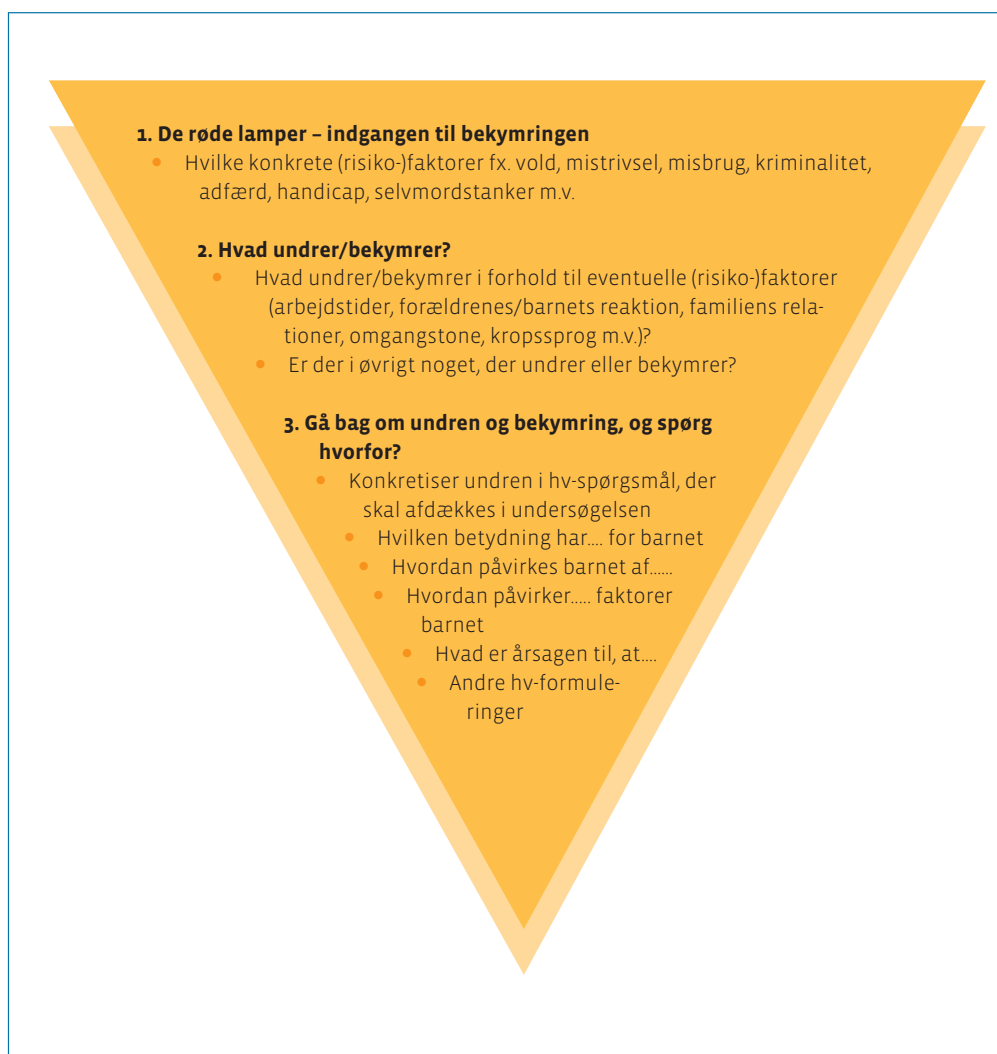 1. De røde lamper – indgangen til bekymringen
• Hvilke konkrete (risiko-)faktorer fx. vold, mistrivsel, misbrug, kriminalitet,
adfærd, handicap, selvmordstanker m.v.
2. Hvad undrer/bekymrer?
• Hvad undrer/bekymrer i forhold til eventuelle (risiko-)faktorer
(arbejdstider, forældrenes/barnets reaktion, familiens rela-
tioner, omgangstone, kropssprog m.v.)?
• Er der i øvrigt noget, der undrer eller bekymrer?
3. Gå bag om undren og bekymring, og spørg
hvorfor?
• Konkretiser undren i hv-spørgsmål, der
skal afdækkes i undersøgelsen
• Hvilken betydning har.... for barnet
• Hvordan påvirkes barnet af......
• Hvordan påvirker..... faktorer
barnet
• Hvad er årsagen til, at....
• Andre hv-formule-
ringer